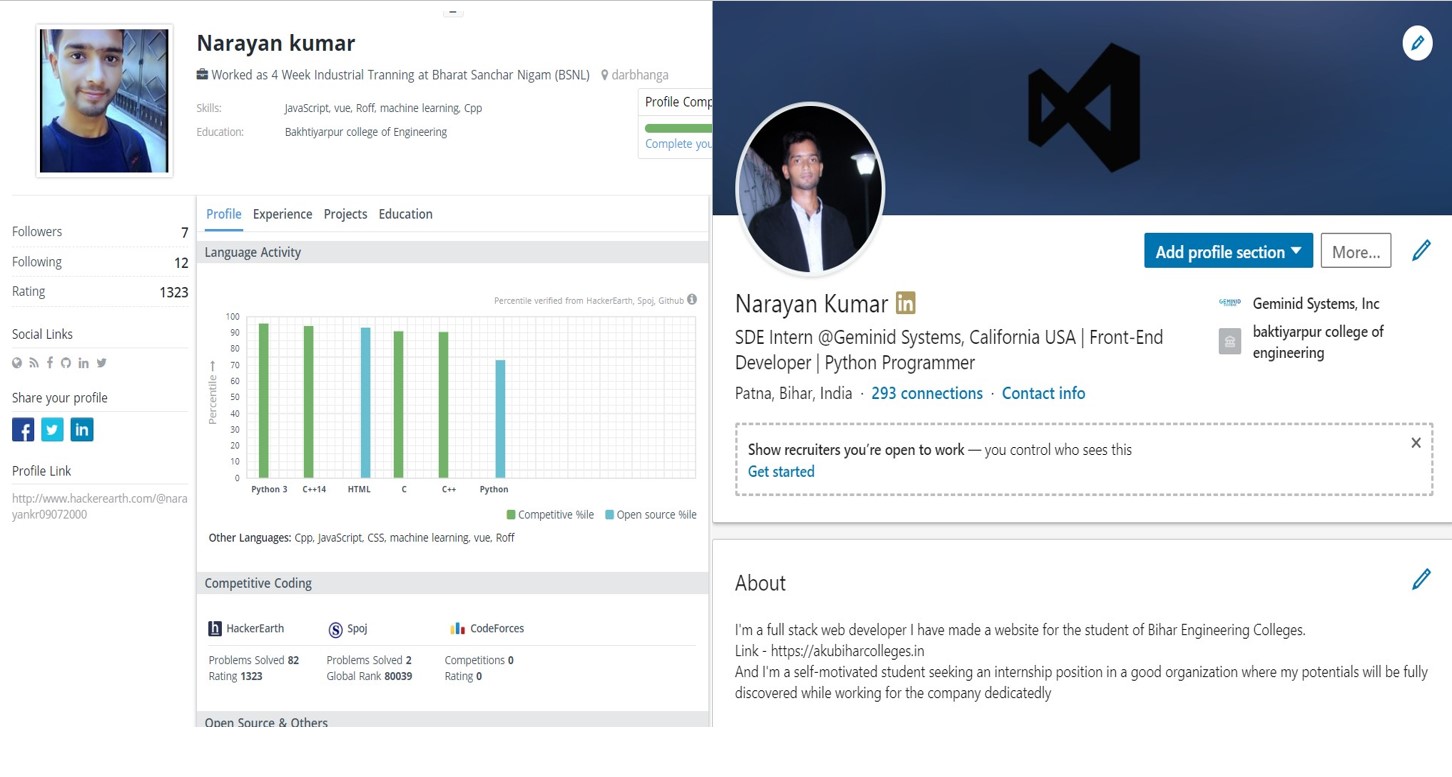 Narayan kumar
Worked as 4 Week Industrial Tranning at Bharat Sanchar Nigam (BSNL) darbhanga
Skills: JavaScript, vue, Roff, machine learning, Cpp
Education: Bakhtiyarpur college of Engineering
Profile Comp
Complete you
Followers 7
Following 12
Rating 1323
Social Links
Share your profile
Profile Link
http://www.hackerearth.com/@nara
yankr09072000
Profile Experience Projects Education
Language Activity
Percentile verified from HackerEarth, Spoj, Github
Percentile →
100
90
80
70
60
50
40
30
20
10
0
Python 3 C++14 HTML C C++ Python
Competitive %ile Open source %ile
Other Languages: Cpp, JavaScript, CSS, machine learning, vue, Roff
Competitive Coding
HackerEarth Spoj CodeForces
Problems Solved 82 Problems Solved 2 Competitions 0
Rating 1323 Global Rank 80039 Rating 0
Open Source & Others
Add profile section More...
Narayan Kumar in
SDE Intern @Geminid Systems, California USA | Front-End
Developer | Python Programmer
Patna, Bihar, India · 293 connections · Contact info
GEMINID
Geminid Systems, Inc
baktiyarpur college of
engineering
Show recruiters you're open to work — you control who sees this
Get started
About
I'm a full stack web developer I have made a website for the student of Bihar Engineering Colleges.
Link - https://akubiharcolleges.in
And I'm a self-motivated student seeking an internship position in a good organization where my potentials will be fully
discovered while working for the company dedicatedly